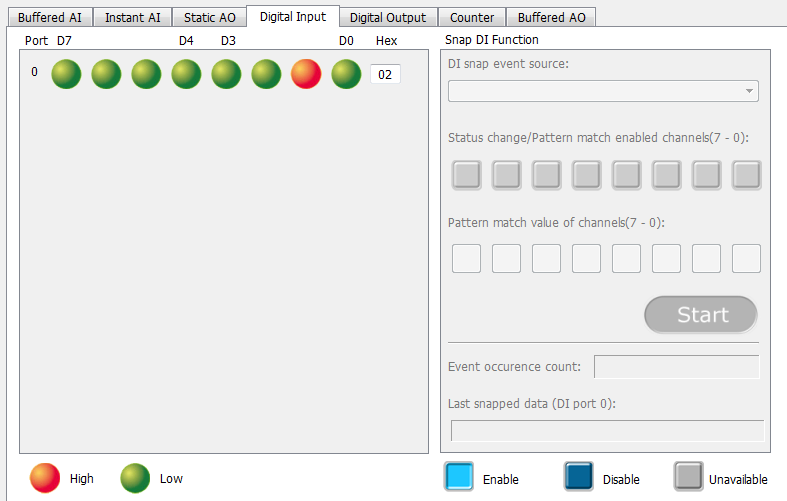 Buffered AI Instant AI Static AO Digital Input Digital Output Counter Buffered AO
Port D7 D4 D3 D0 Hex
0 02
High Low
Snap DI Function
DI snap event source:
Status change/Pattern match enabled channels(7 - 0):
Pattern match value of channels(7 - 0):
Start
Event occurence count:
Last snapped data (DI port 0):
Enable Disable Unavailable